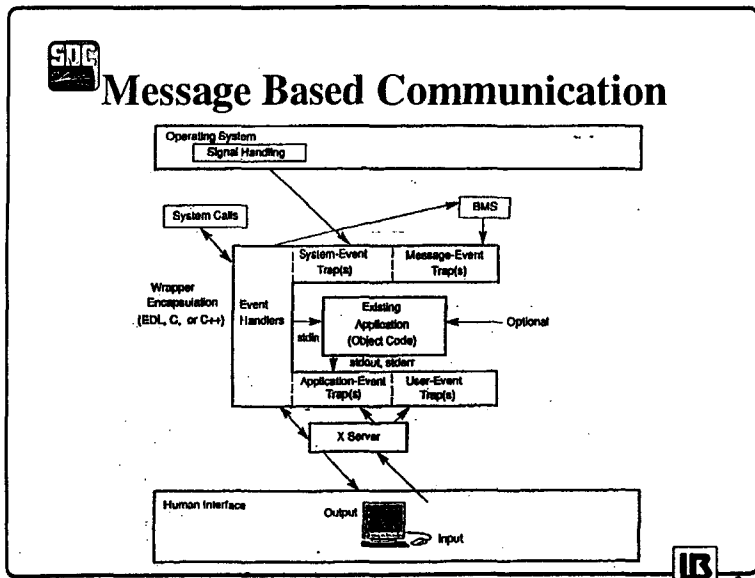 SDC
Message Based Communication
Operating System
Signal Handling
System Calls
BMS
System-Event
Trap(s)
Message-Event
Trap(s)
Wrapper
Encapsulation
(EDL, C, or C++)
Event
Handlers
stdin
Existing
Application
(Object Code)
Optional
stdout, stderr
Application-Event
Trap(s)
User-Event
Trap(s)
X Server
Human Interface
Output
Input